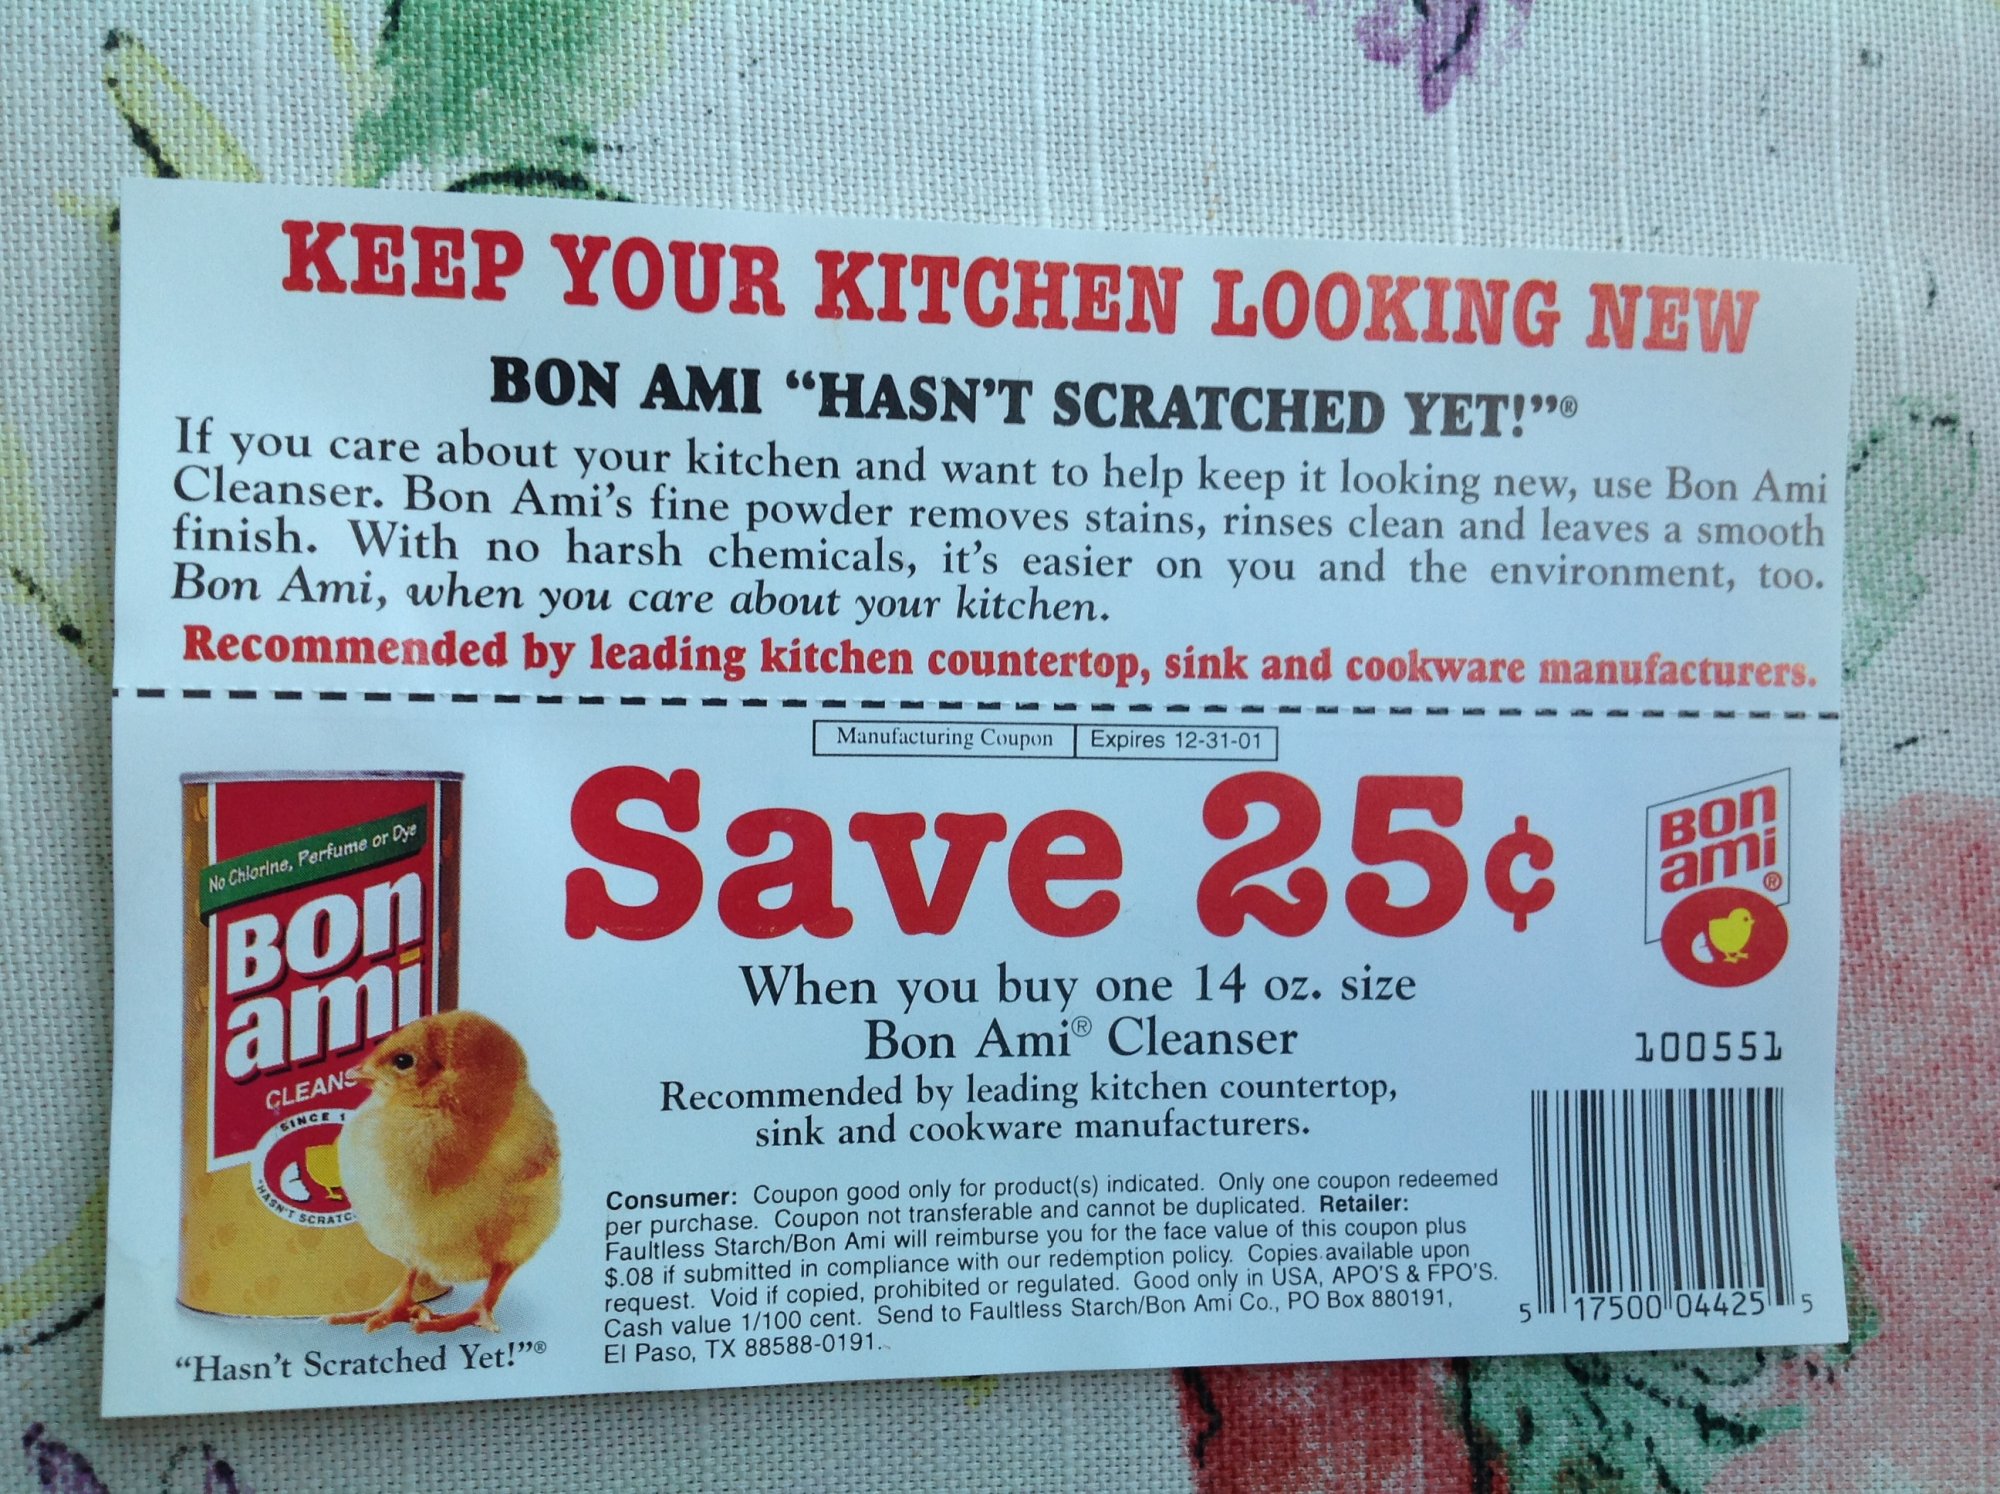 KEEP YOUR KITCHEN LOOKING NEW
BON AMI “HASN’T SCRATCHED YET!”®
If you care about your kitchen and want to help keep it looking new, use Bon Ami
Cleanser. Bon Ami’s fine powder removes stains, rinses clean and leaves a smooth
finish. With no harsh chemicals, it’s easier on you and the environment, too.
Bon Ami, when you care about your kitchen.
Recommended by leading kitchen countertop, sink and cookware manufacturers.
Manufacturing Coupon Expires 12-31-01
No Chlorine, Perfume or Dye
Bon
ami
CLEANS
SINCE 1
"HASN'T SCRATC
“Hasn’t Scratched Yet!”®
Save 25¢
When you buy one 14 oz. size
Bon Ami® Cleanser
Recommended by leading kitchen countertop,
sink and cookware manufacturers.
Consumer: Coupon good only for product(s) indicated. Only one coupon redeemed
per purchase. Coupon not transferable and cannot be duplicated. Retailer:
Faultless Starch/Bon Ami will reimburse you for the face value of this coupon plus
$.08 if submitted in compliance with our redemption policy. Copies available upon
request. Void if copied, prohibited or regulated. Good only in USA, APO'S & FPO'S.
Cash value 1/100 cent. Send to Faultless Starch/Bon Ami Co., PO Box 880191,
El Paso, TX 88588-0191.
Bon
ami®
100551
5 17500 04425 5